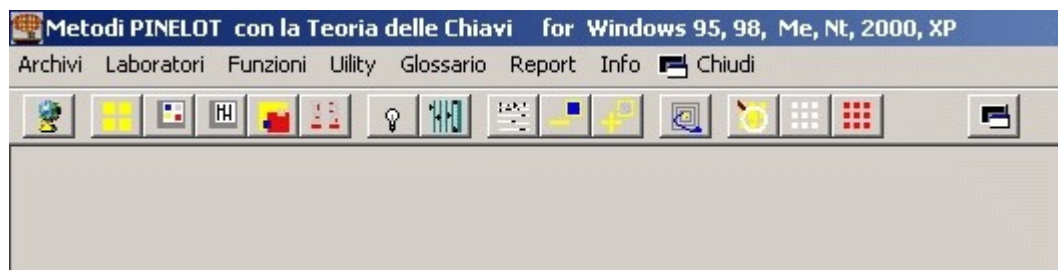 Metodi PINELOT con la Teoria delle Chiavi for Windows 95, 98, Me, Nt, 2000, XP
Archivi Laboratori Funzioni Uility Glossario Report Info Chiudi